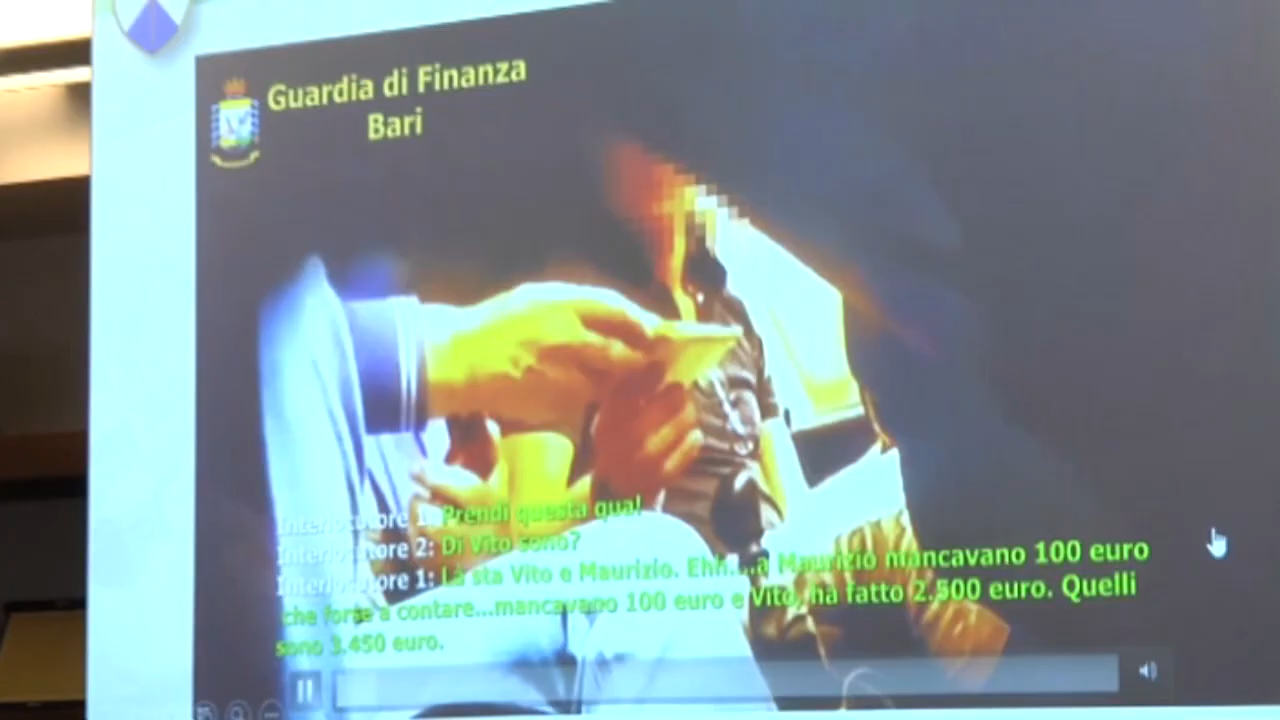 Guardia di Finanza
Bari
Interlocutore 1: Prendi questa qua!
Interlocutore 2: Di Vito sono?
Interlocutore 1: Là sta Vito e Maurizio. Ehh....a Maurizio mancavano 100 euro
che forse a contare...mancavano 100 euro e Vito, ha fatto 2.500 euro. Quelli
sono 3.450 euro.